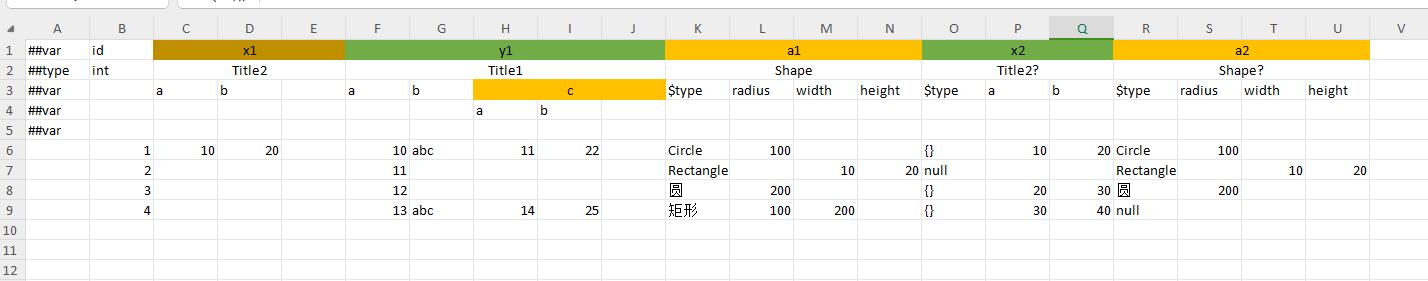 A B C D E F G H I J K L M N O P Q R S T U V
1 ##var id x1 y1 a1 x2 a2
2 ##type int Title2 Title1 Shape Title2? Shape?
3 ##var a b a b c $type radius width height $type a b $type radius width height
4 ##var a b
5 ##var
6 1 10 20 10 abc 11 22 Circle 100 {} 10 20 Circle 100
7 2 11 Rectangle 10 20 null Rectangle 10 20
8 3 12 圆 200 {} 20 30 圆 200
9 4 13 abc 14 25 矩形 100 200 {} 30 40 null
10
11
12